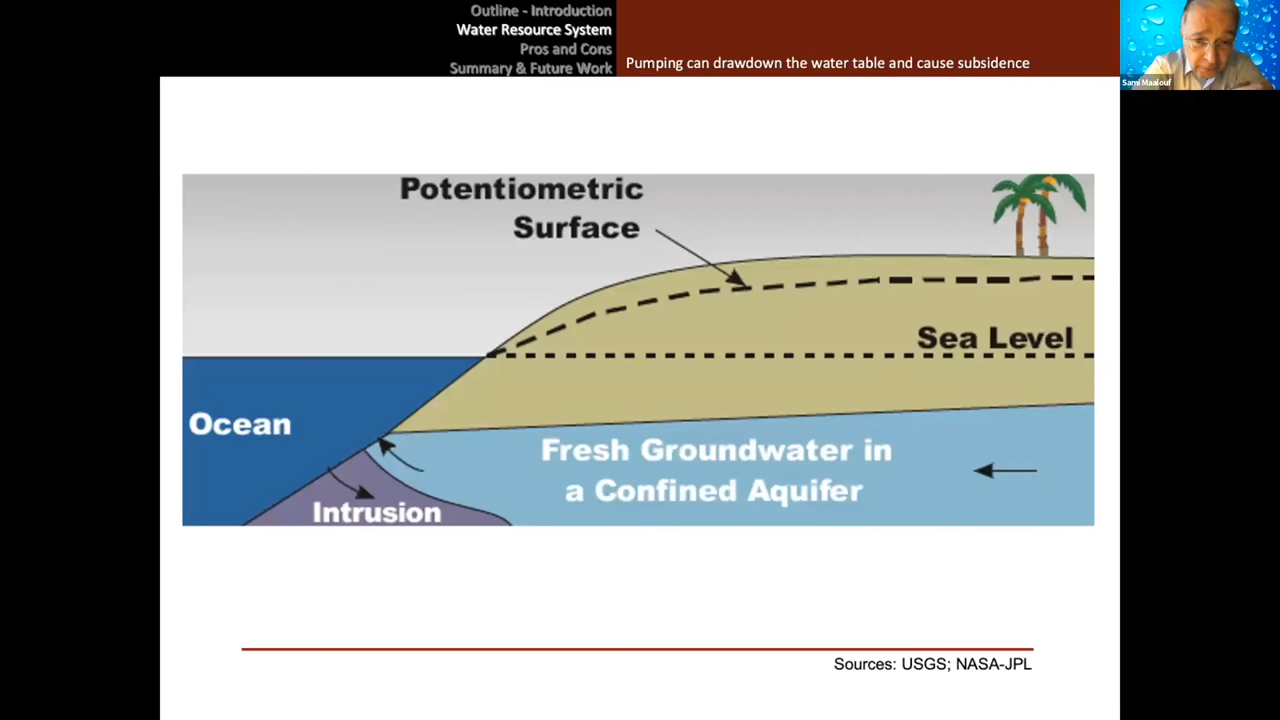 Outline - Introduction
Water Resource System
Pros and Cons
Summary & Future Work
Pumping can drawdown the water table and cause subsidence
Sami Maalouf
Potentiometric
Surface
Sea Level
Ocean
Fresh Groundwater in
a Confined Aquifer
Intrusion
Sources: USGS; NASA-JPL